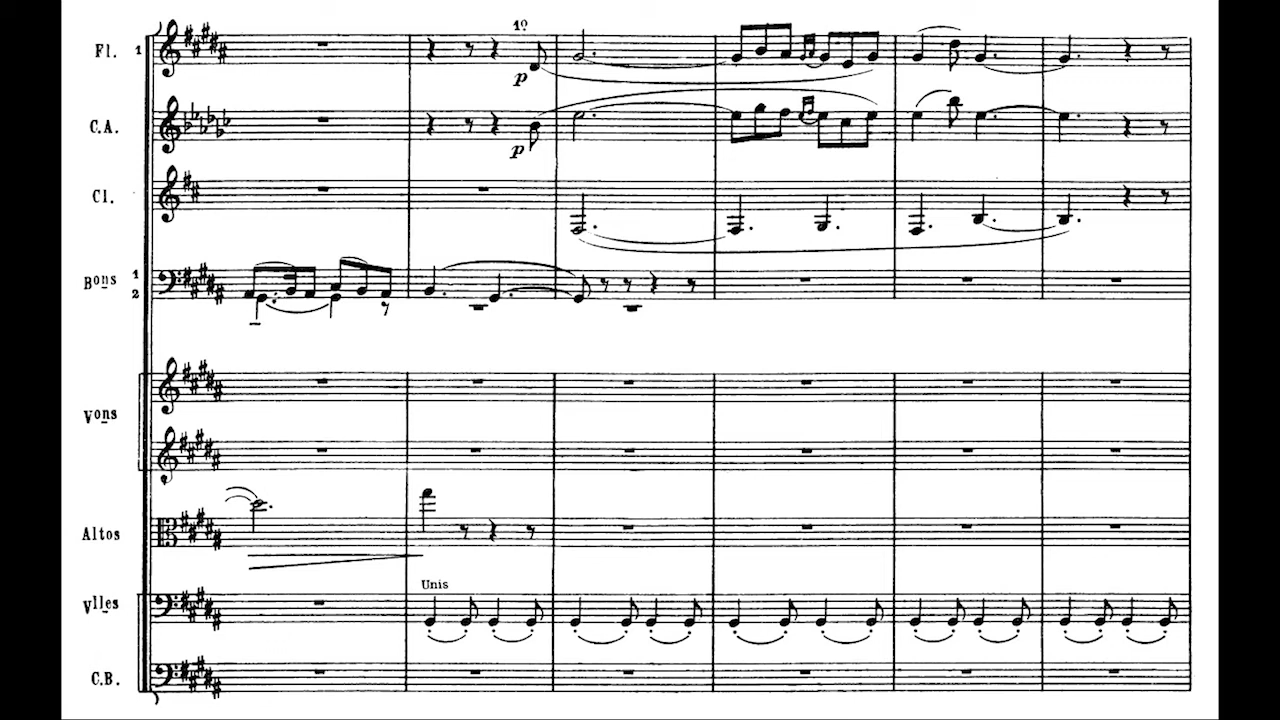 1º
Fl. 1
p
C.A.
p
Cl.
Bons 1
2
Vons
Altos
Unis
Vlles
C.B.